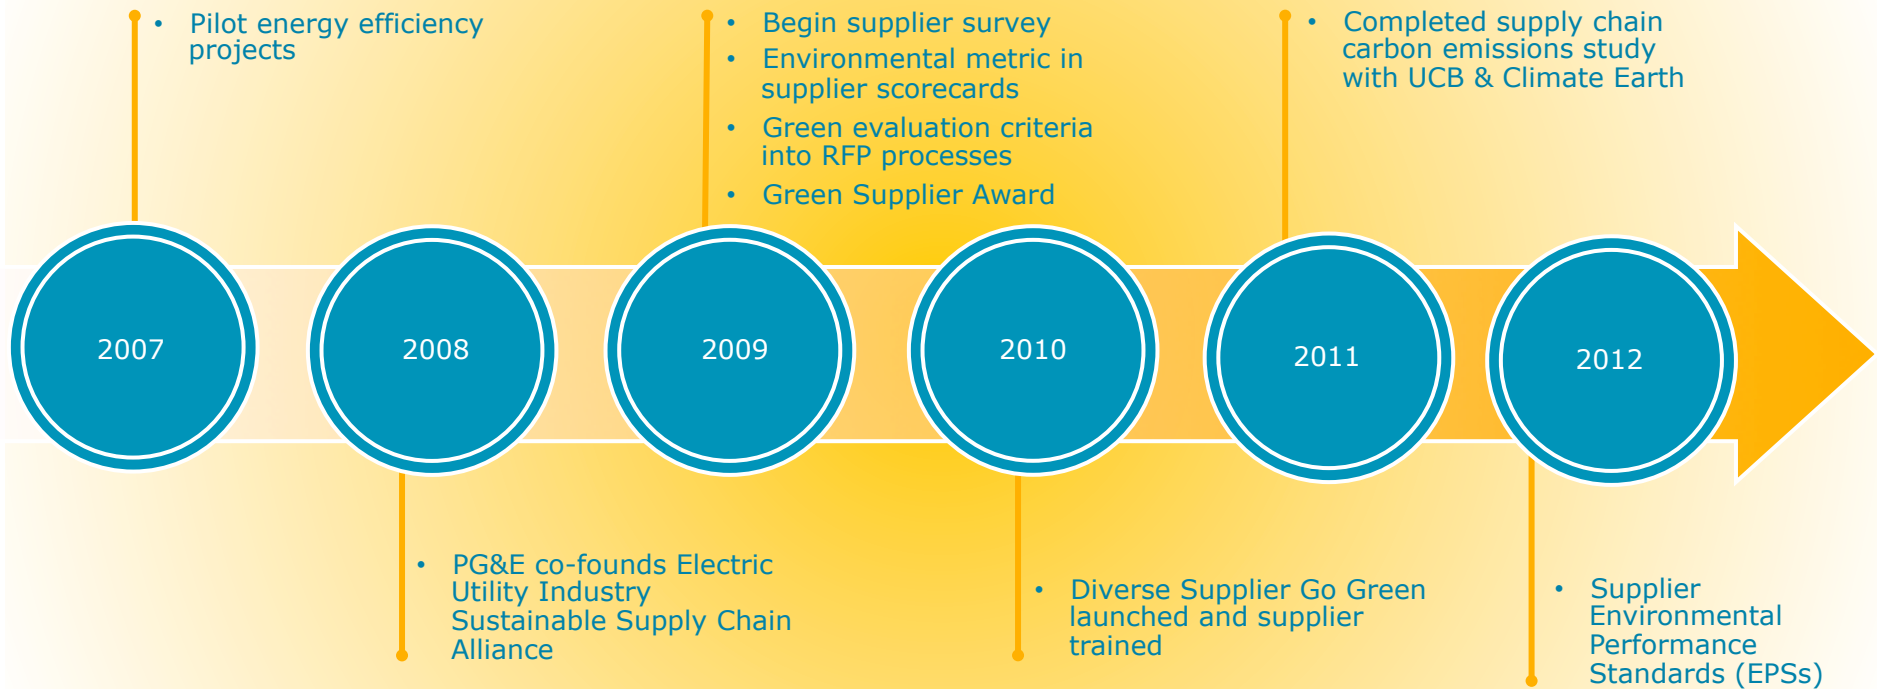 • Pilot energy efficiency
projects
• Begin supplier survey
• Environmental metric in
supplier scorecards
• Green evaluation criteria
into RFP processes
• Green Supplier Award
• Completed supply chain
carbon emissions study
with UCB & Climate Earth
2007
2008
2009
2010
2011
2012
• PG&E co-founds Electric
Utility Industry
Sustainable Supply Chain
Alliance
• Diverse Supplier Go Green
launched and supplier
trained
• Supplier
Environmental
Performance
Standards (EPSs)